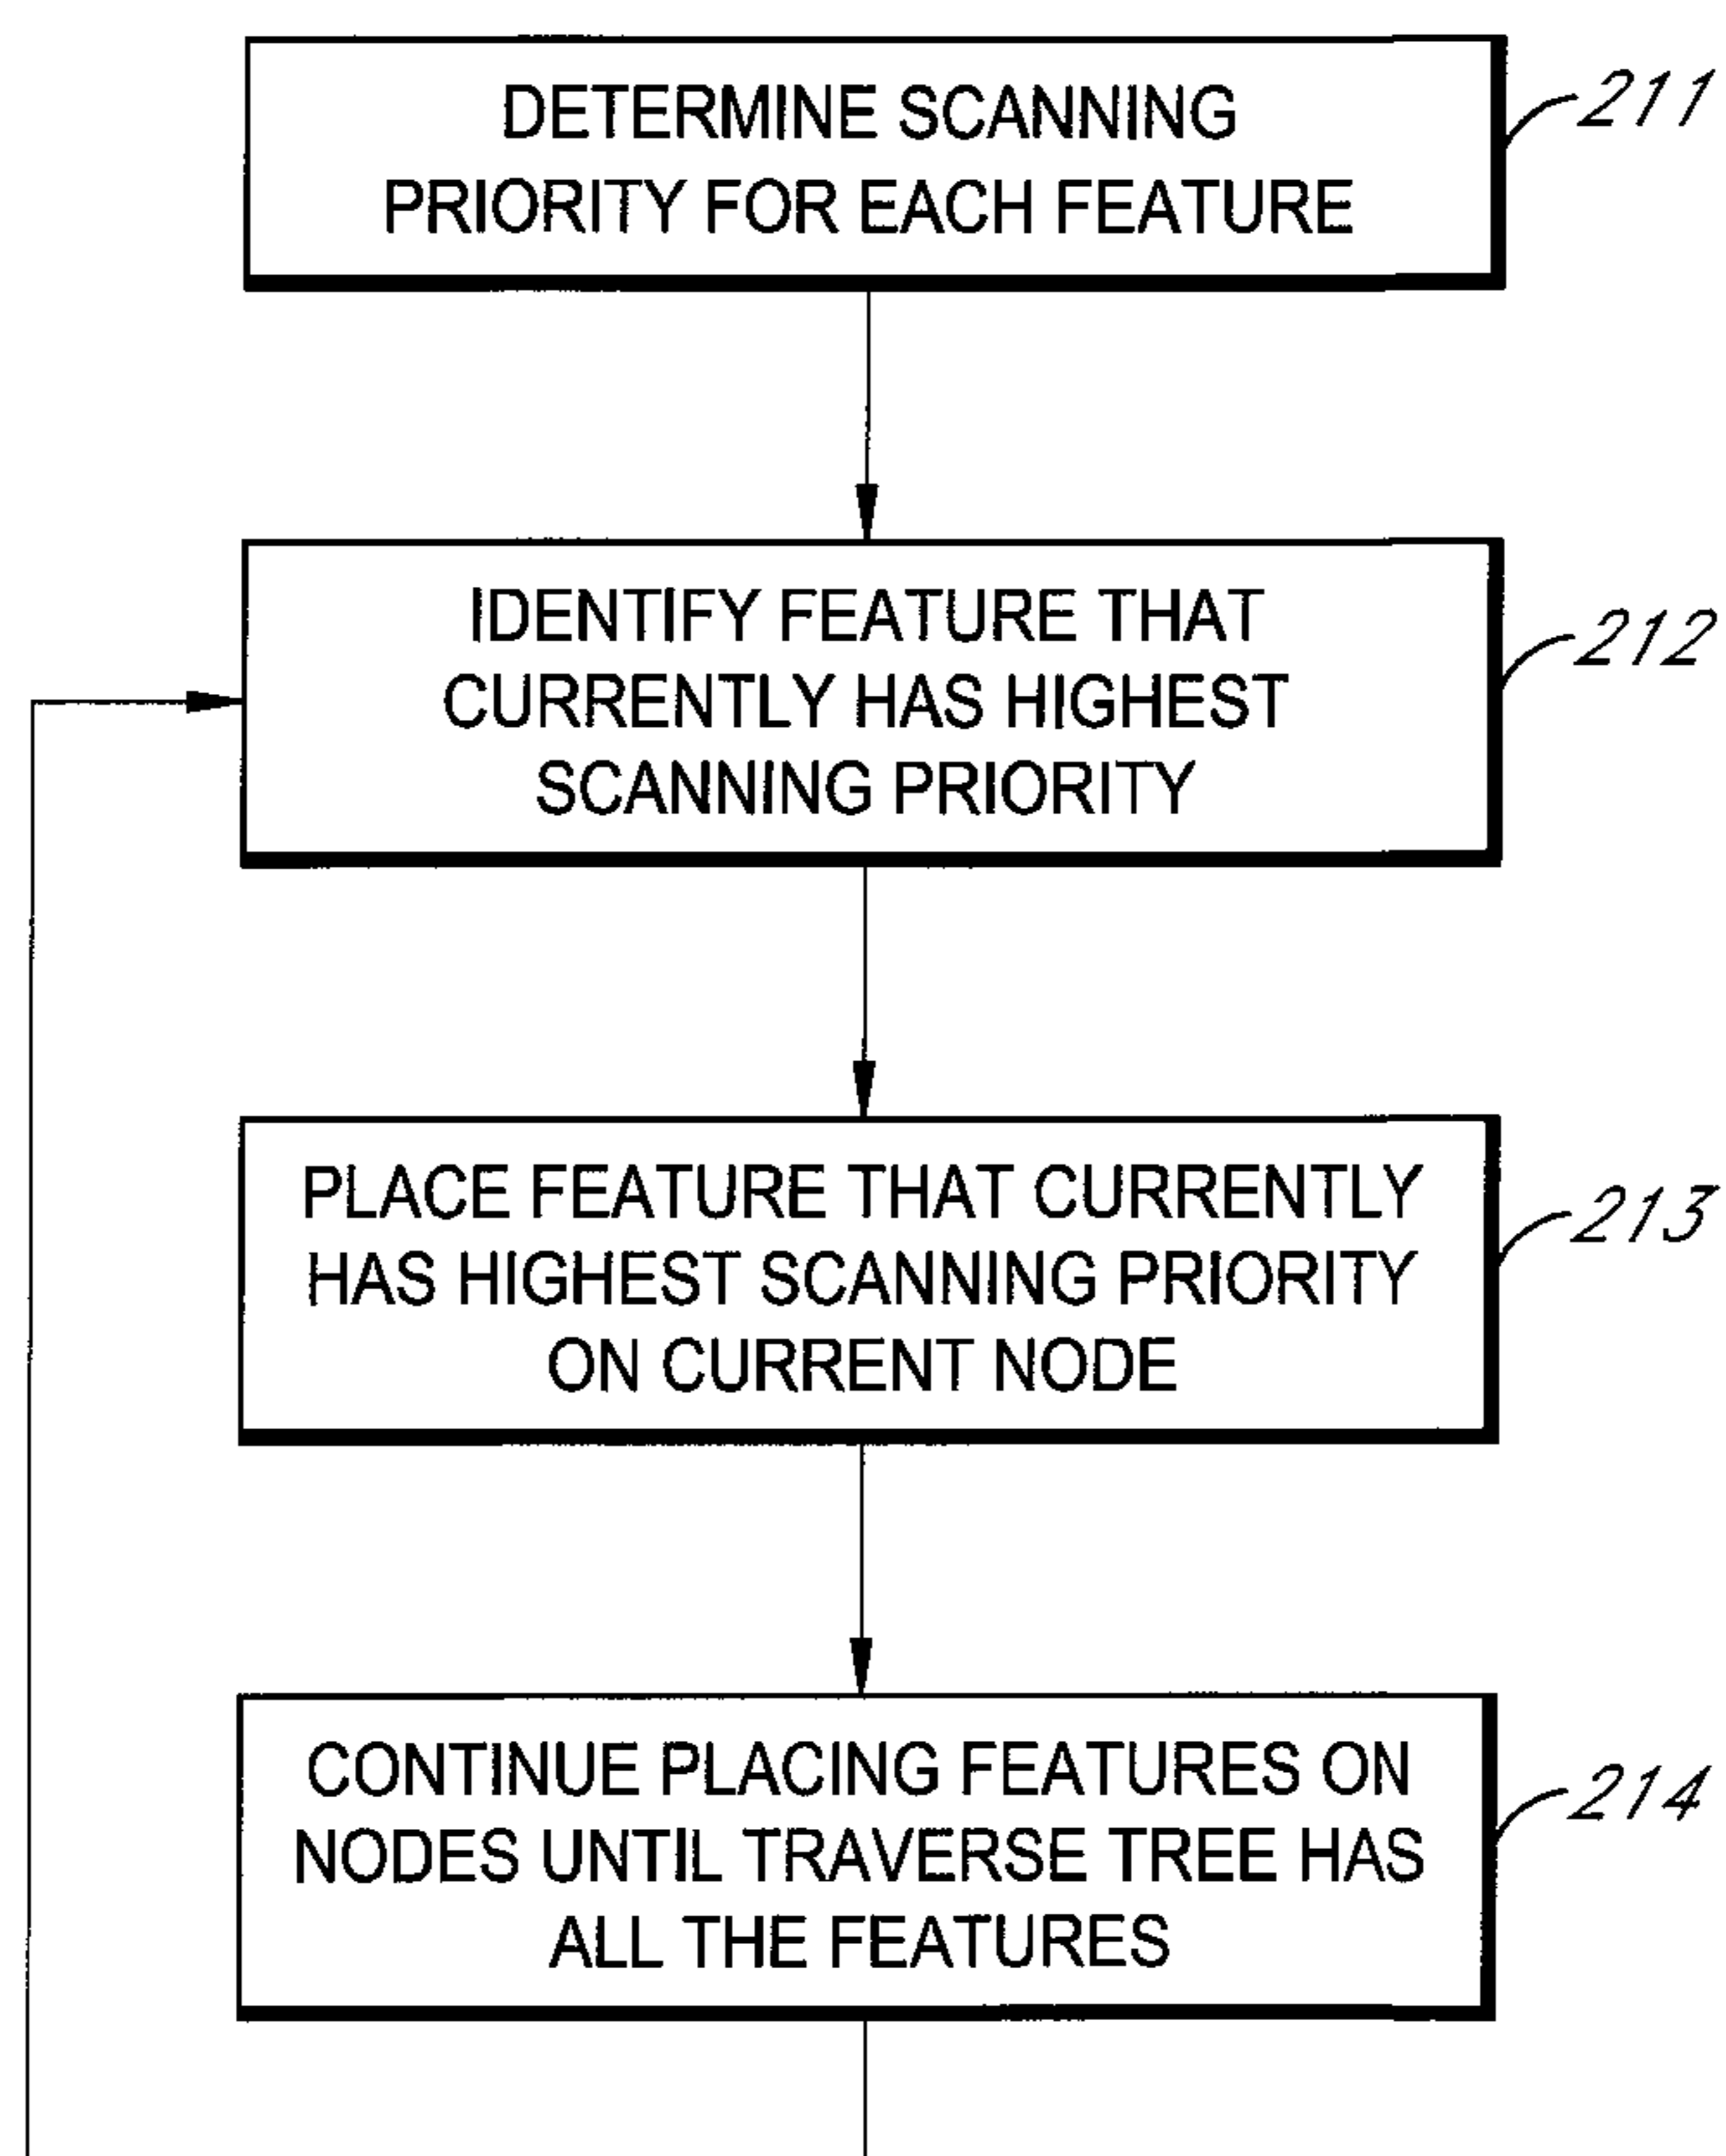 DETERMINE SCANNING
PRIORITY FOR EACH FEATURE
211
IDENTIFY FEATURE THAT
CURRENTLY HAS HIGHEST
SCANNING PRIORITY
212
PLACE FEATURE THAT CURRENTLY
HAS HIGHEST SCANNING PRIORITY
ON CURRENT NODE
213
CONTINUE PLACING FEATURES ON
NODES UNTIL TRAVERSE TREE HAS
ALL THE FEATURES
214